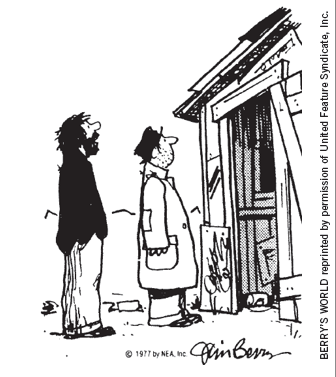 © 1977 by NEA, Inc.
Jim Berry
BERRY'S WORLD reprinted by permission of United Feature Syndicate, Inc.